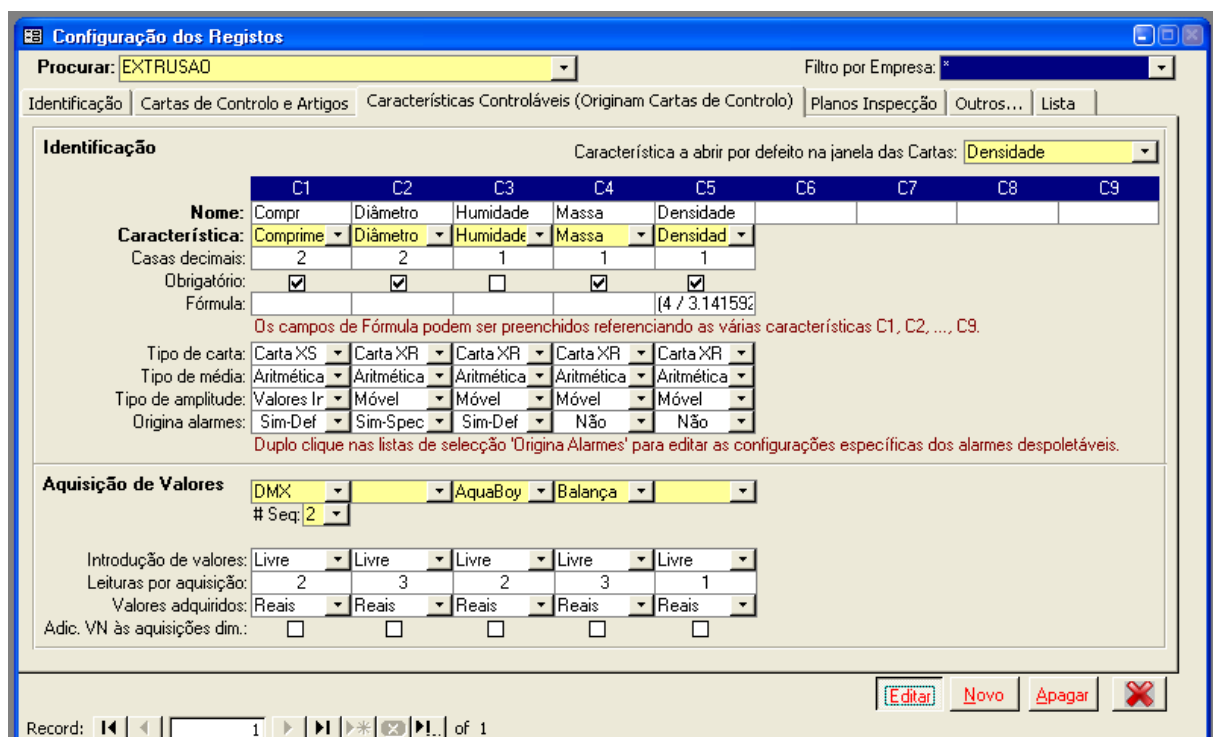 Configuração dos Registos
Procurar: EXTRUSAO Filtro por Empresa: *
Identificação Cartas de Controlo e Artigos Características Controláveis (Originam Cartas de Controlo) Planos Inspecção Outros... Lista
Identificação Característica a abrir por defeito na janela das Cartas: Densidade
C1 C2 C3 C4 C5 C6 C7 C8 C9
Nome: Compr Diâmetro Humidade Massa Densidade
Característica: Comprime Diâmetro Humidade Massa Densidad
Casas decimais: 2 2 1 1 1
Obrigatório:
Fórmula: (4 / 3.141592
Os campos de Fórmula podem ser preenchidos referenciando as várias características C1, C2, ..., C9.
Tipo de carta: Carta XS Carta XR Carta XR Carta XR Carta XR
Tipo de média: Aritmética Aritmética Aritmética Aritmética Aritmética
Tipo de amplitude: Valores Ir Móvel Móvel Móvel Móvel
Origina alarmes: Sim-Def Sim-Spec Sim-Def Não Não
Duplo clique nas listas de selecção 'Origina Alarmes' para editar as configurações específicas dos alarmes despoletáveis.
Aquisição de Valores DMX AquaBoy Balança
# Seq: 2
Introdução de valores: Livre Livre Livre Livre Livre
Leituras por aquisição: 2 3 2 3 1
Valores adquiridos: Reais Reais Reais Reais Reais
Adic. VN às aquisições dim.:
Editar Novo Apagar
Record: 1 of 1